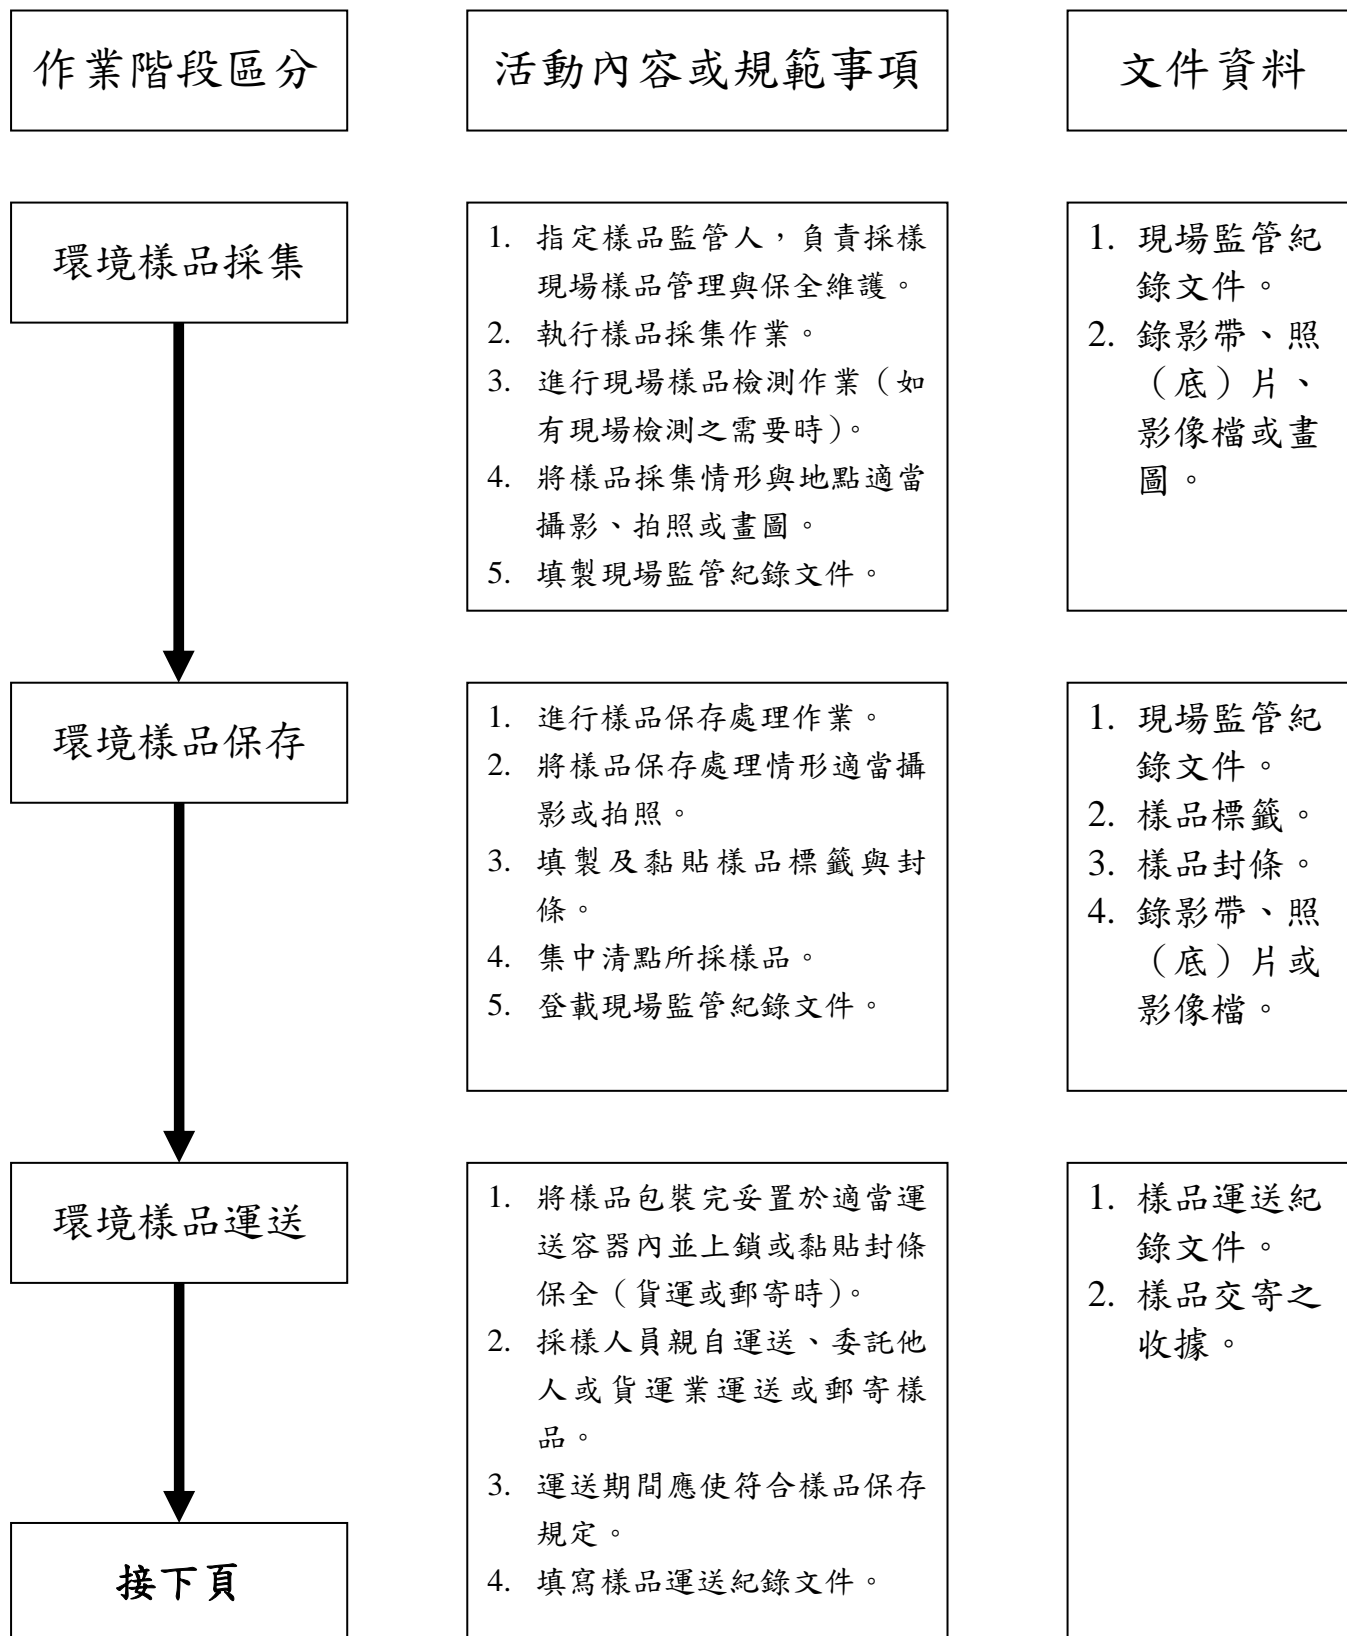 作業階段區分
活動內容或規範事項
文件資料
環境樣品採集
1. 指定樣品監管人，負責採樣
現場樣品管理與保全維護。
2. 執行樣品採集作業。
3. 進行現場樣品檢測作業（如
有現場檢測之需要時）。
4. 將樣品採集情形與地點適當
攝影、拍照或畫圖。
5. 填製現場監管紀錄文件。
1. 現場監管紀
錄文件。
2. 錄影帶、照
（底）片、
影像檔或畫
圖。
環境樣品保存
1. 進行樣品保存處理作業。
2. 將樣品保存處理情形適當攝
影或拍照。
3. 填製及黏貼樣品標籤與封
條。
4. 集中清點所採樣品。
5. 登載現場監管紀錄文件。
1. 現場監管紀
錄文件。
2. 樣品標籤。
3. 樣品封條。
4. 錄影帶、照
（底）片或
影像檔。
環境樣品運送
1. 將樣品包裝完妥置於適當運
送容器內並上鎖或黏貼封條
保全（貨運或郵寄時）。
2. 採樣人員親自運送、委託他
人或貨運業運送或郵寄樣
品。
3. 運送期間應使符合樣品保存
規定。
4. 填寫樣品運送紀錄文件。
1. 樣品運送紀
錄文件。
2. 樣品交寄之
收據。
接下頁